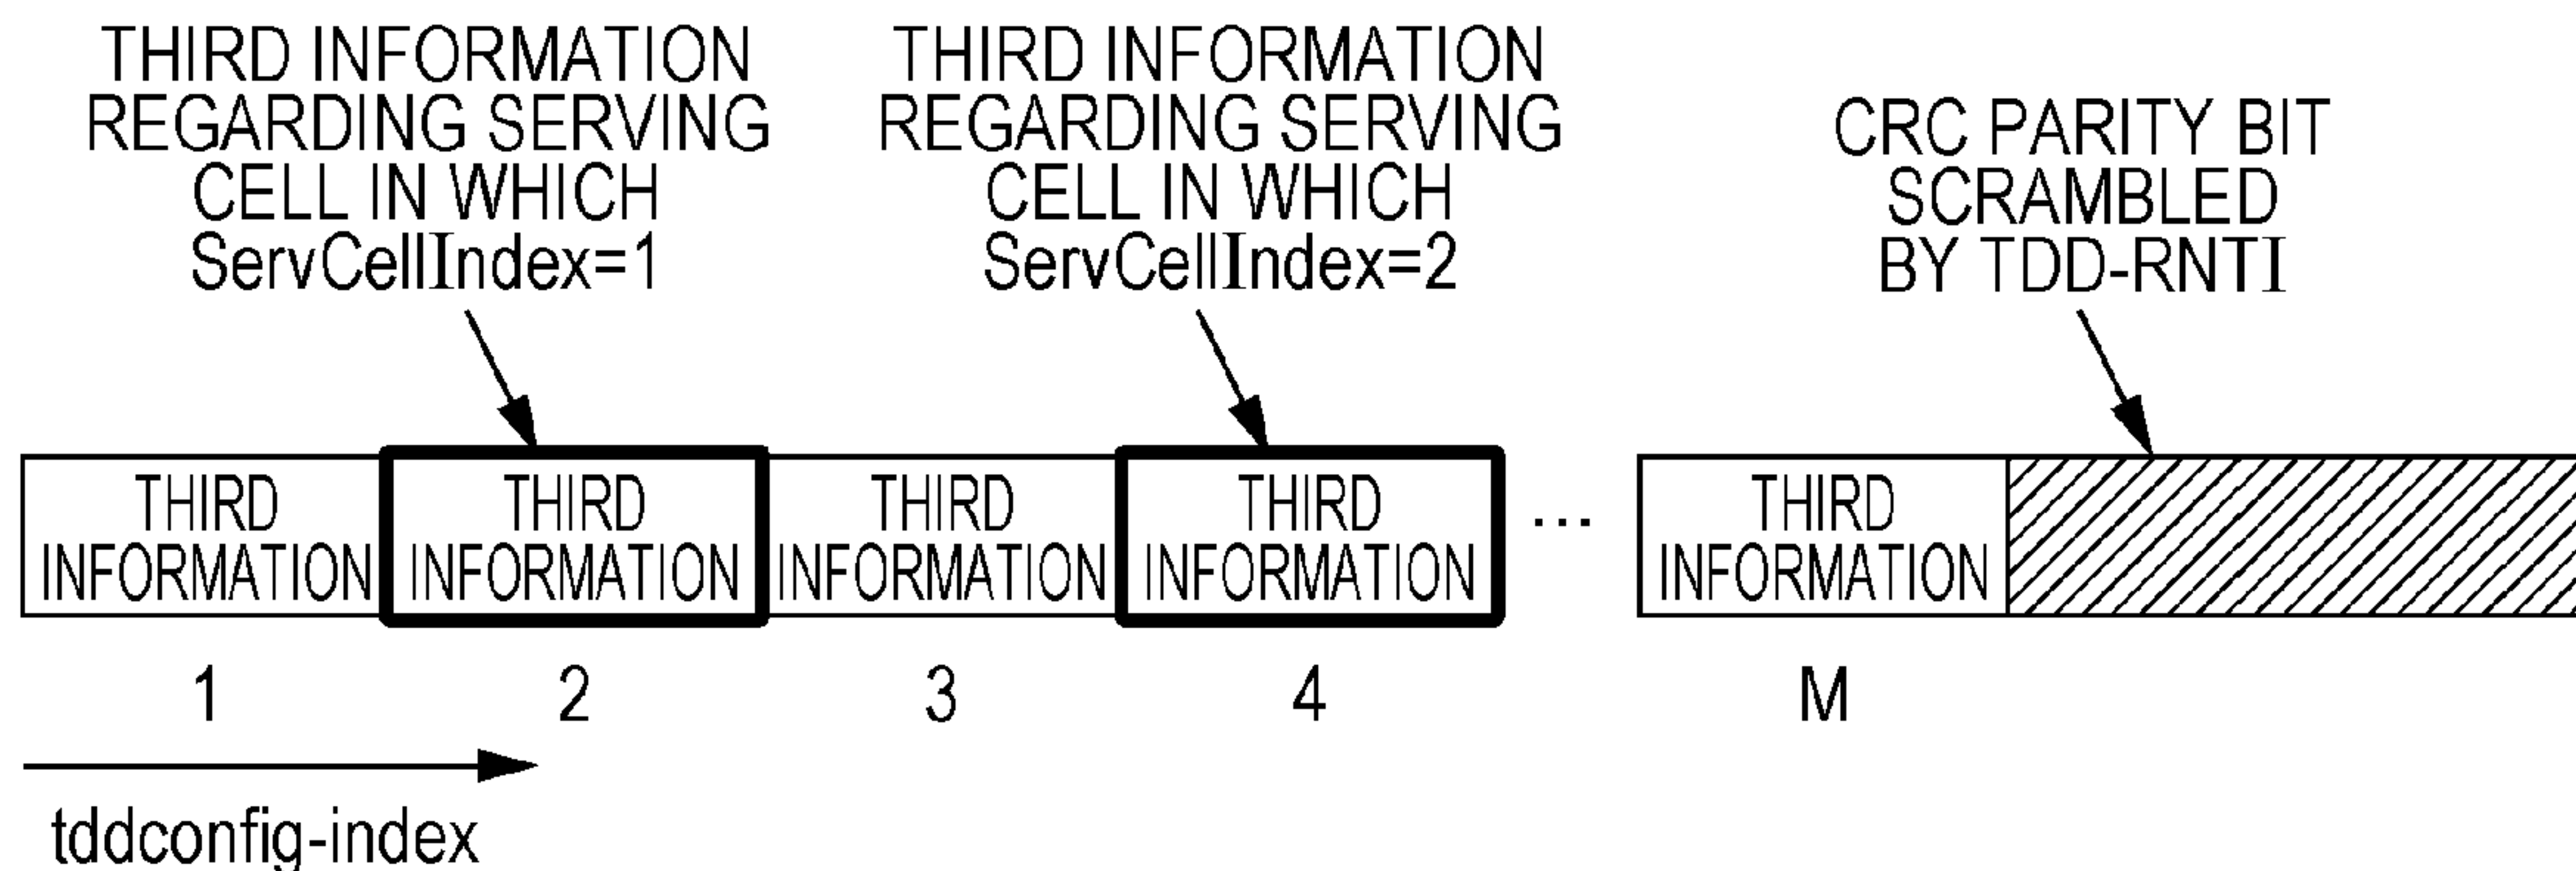 THIRD INFORMATION
REGARDING SERVING
CELL IN WHICH
ServCellIndex=1
THIRD INFORMATION
REGARDING SERVING
CELL IN WHICH
ServCellIndex=2
CRC PARITY BIT
SCRAMBLED
BY TDD-RNTI
THIRD
INFORMATION
THIRD
INFORMATION
THIRD
INFORMATION
THIRD
INFORMATION
...
THIRD
INFORMATION
1
2
3
4
M
tddconfig-index